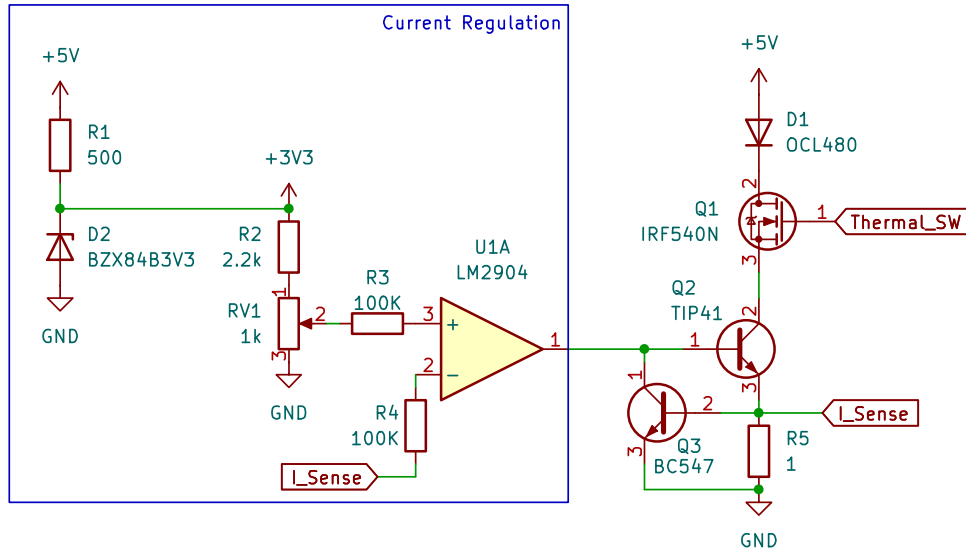 Current Regulation
+5V
R1
500
+3V3
D2
BZX84B3V3
GND
R2
2.2k
1
RV1
1k
2
3
GND
R3
100K
U1A
LM2904
3
+
2
−
1
R4
100K
I_Sense
+5V
D1
OCL480
2
Q1
IRF540N
1
Thermal_SW
3
Q2
TIP41
2
1
3
1
2
3
Q3
BC547
I_Sense
R5
1
GND